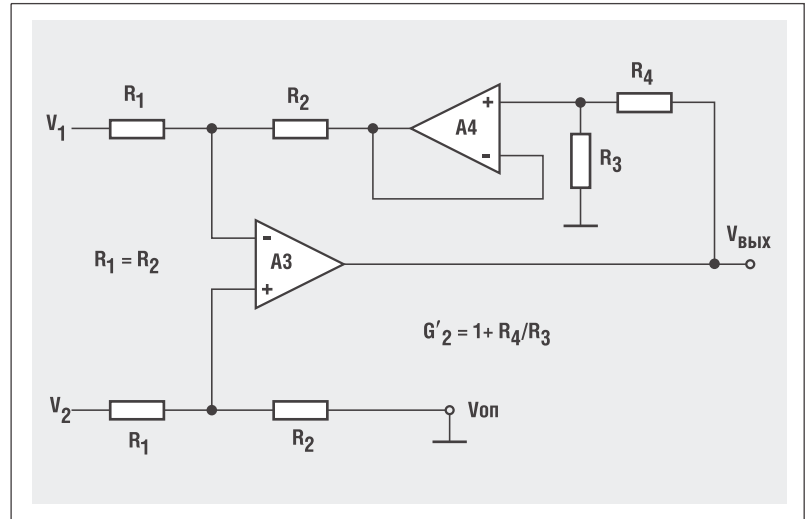 R4
R1
R2
+
A4
-
V1
R3
Vвых
-
R1 = R2
A3
+
G′2 = 1+ R4/R3
V2
Vоп
R1
R2